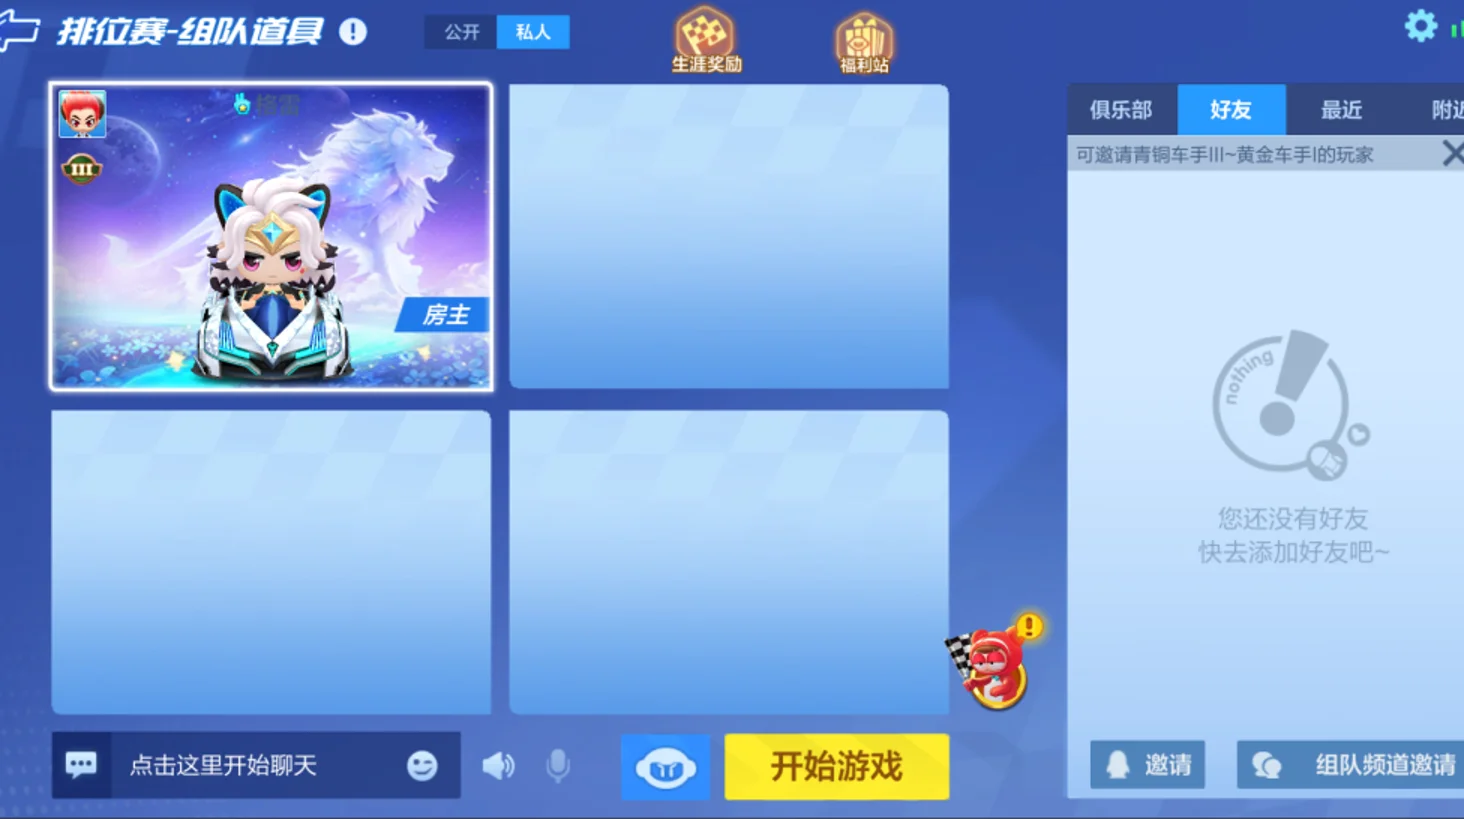 排位赛-组队道具
公开 私人
生涯奖励
福利站
III
格雷
房主
俱乐部 好友 最近
可邀请青铜车手III~黄金车手I的玩家
nothing
您还没有好友
快去添加好友吧~
点击这里开始聊天
开始游戏
邀请
组队频道邀请